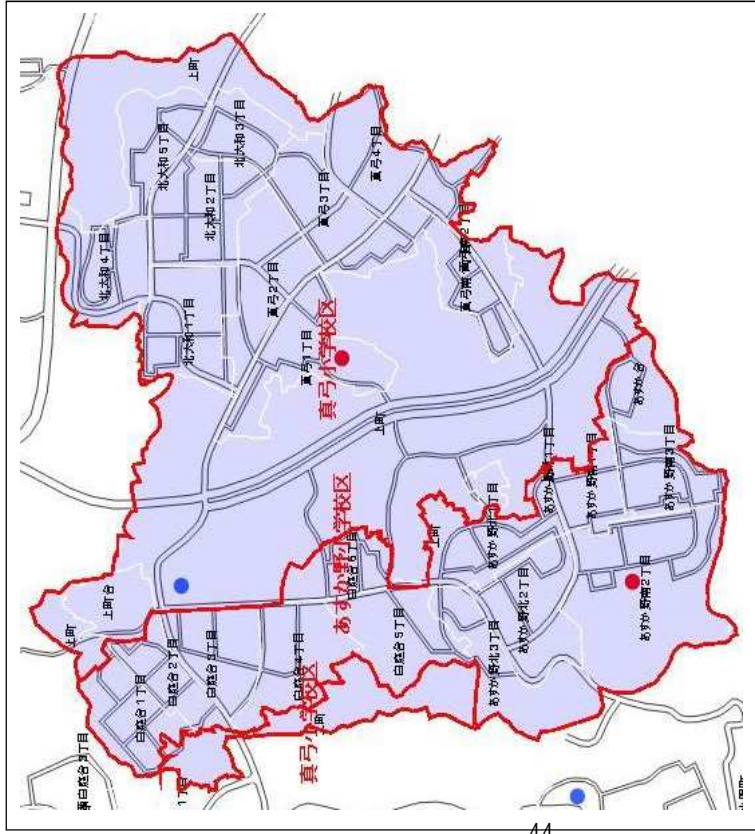 上町
北大和5丁目
北大和3丁目
北大和2丁目
北大和4丁目
北大和1丁目
真弓4丁目
真弓3丁目
真弓2丁目
真弓1丁目
真弓小学校区
上町
あすか台
あすか野小学校区
白庭台6丁目
上町
あすか野北2丁目
あすか野北3丁目
あすか野南1丁目
あすか野南3丁目
あすか野南2丁目
上町台
上町
白庭台1丁目
白庭台2丁目
白庭台3丁目
白庭台4丁目
白庭台5丁目
真弓小学校区
上町
西白庭台3丁目
1丁目
44